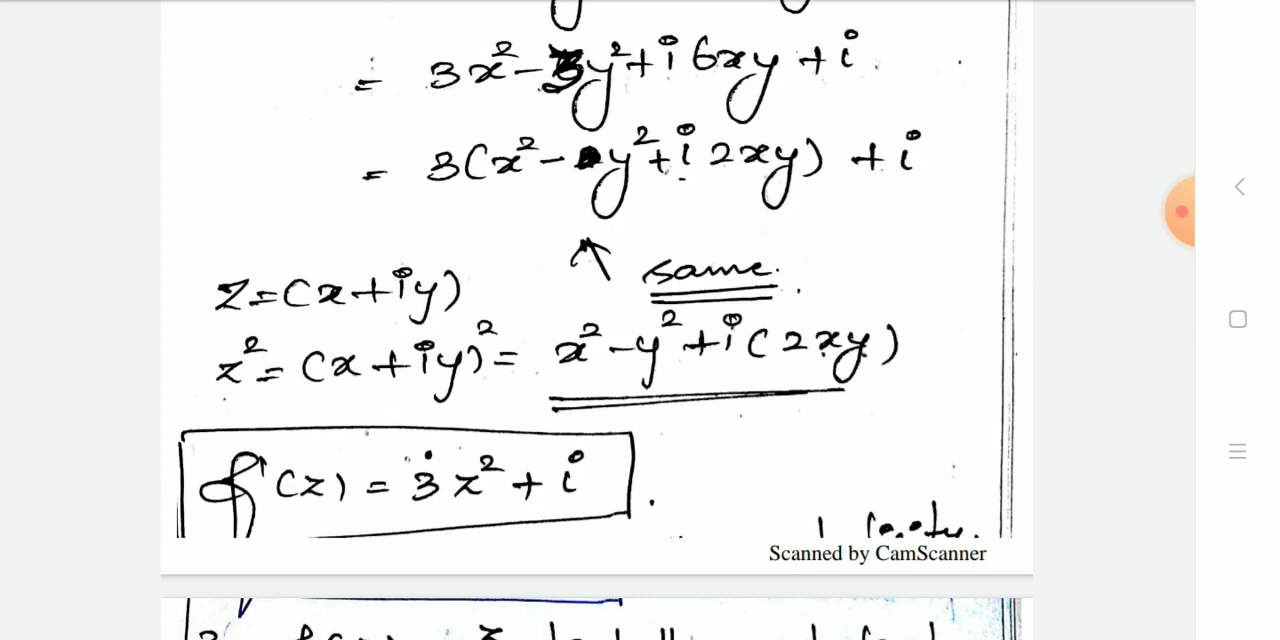 = 3x² - 3y² + i 6xy + i
= 3(x² - y² + i 2xy) + i
same.
z = (x + iy)
z² = (x + iy)² = x² - y² + i(2xy)
f'(z) = 3z² + i
Scanned by CamScanner